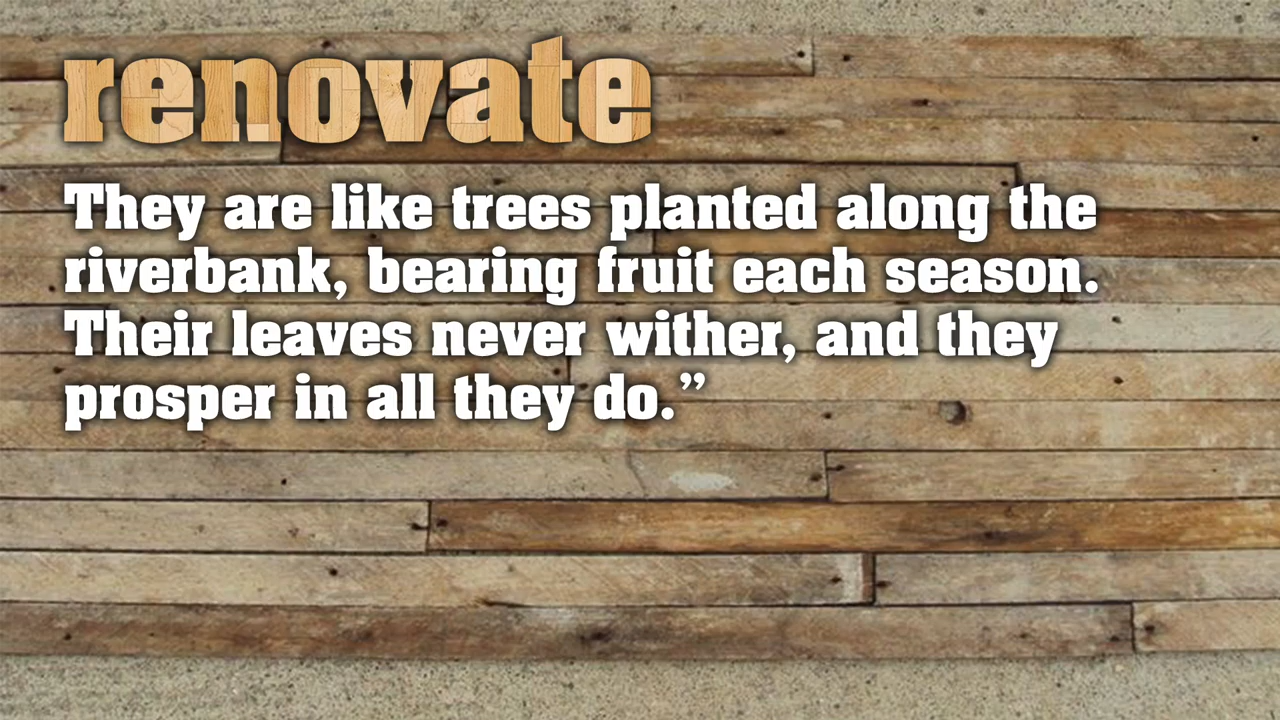 renovate
They are like trees planted along the
riverbank, bearing fruit each season.
Their leaves never wither, and they
prosper in all they do.”